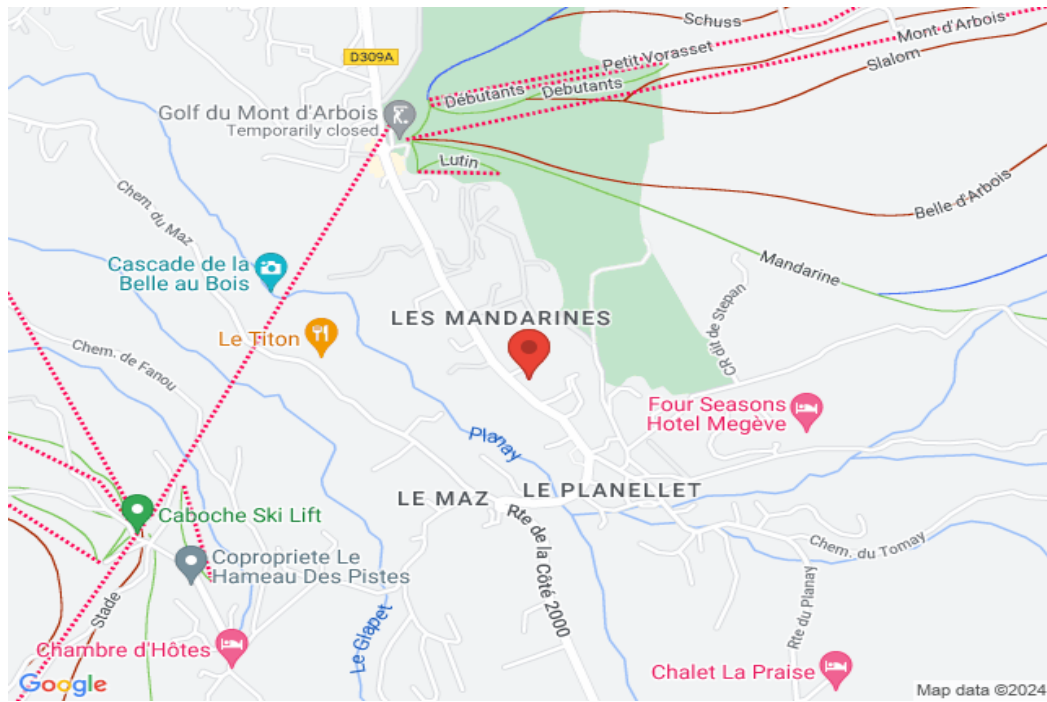 Schuss
Mont d'Arbois
Petit Vorasset
D309A
Slalom
Débutants
Débutants
Golf du Mont d'Arbois
Temporarily closed
Lutin
Belle d'Arbois
Chem. du Maz
Mandarine
Cascade de la
Belle au Bois
CR dit de Stepan
LES MANDARINES
Le Titon
Chem. de Fanou
Four Seasons
Hotel Megève
Planay
LE MAZ
LE PLANELLET
Caboche Ski Lift
Rte de la Côté 2000
Chem. du Tomay
Copropriete Le
Hameau Des Pistes
Stade
Rte du Planay
Le Glapet
Chambre d'Hôtes
Chalet La Praise
Google
Map data ©2024